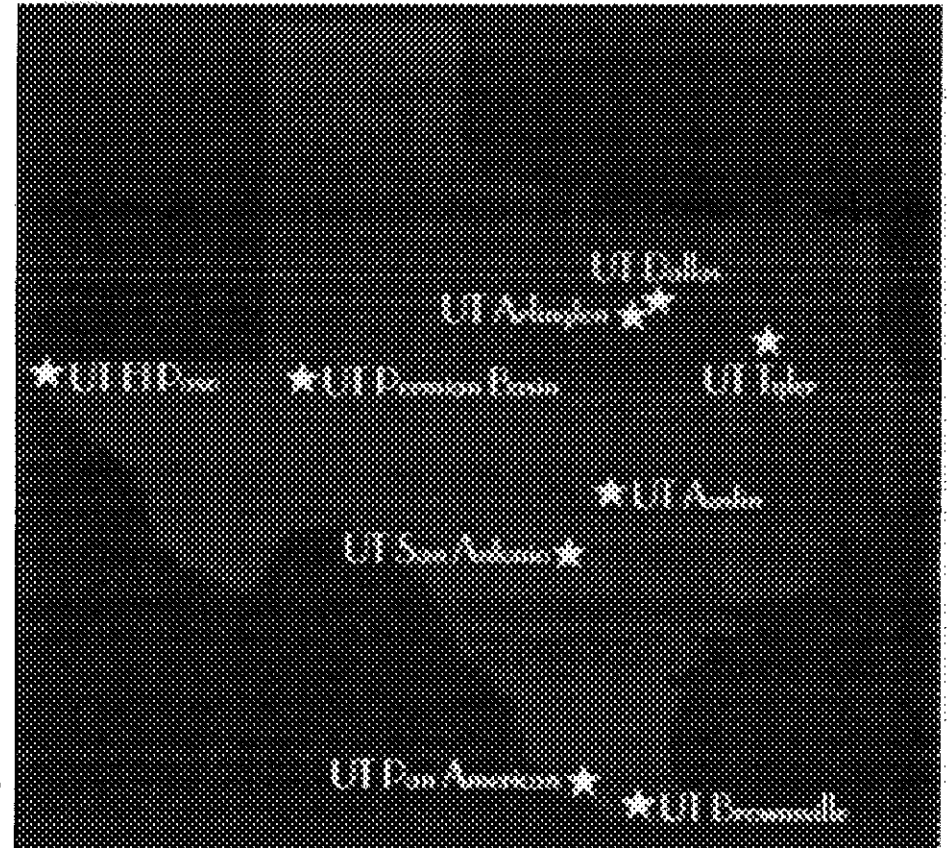 UT Dallas
UT Arlington
UT Tyler
UT El Paso
UT Permian Basin
UT Austin
UT San Antonio
UT Pan American
UT Brownsville